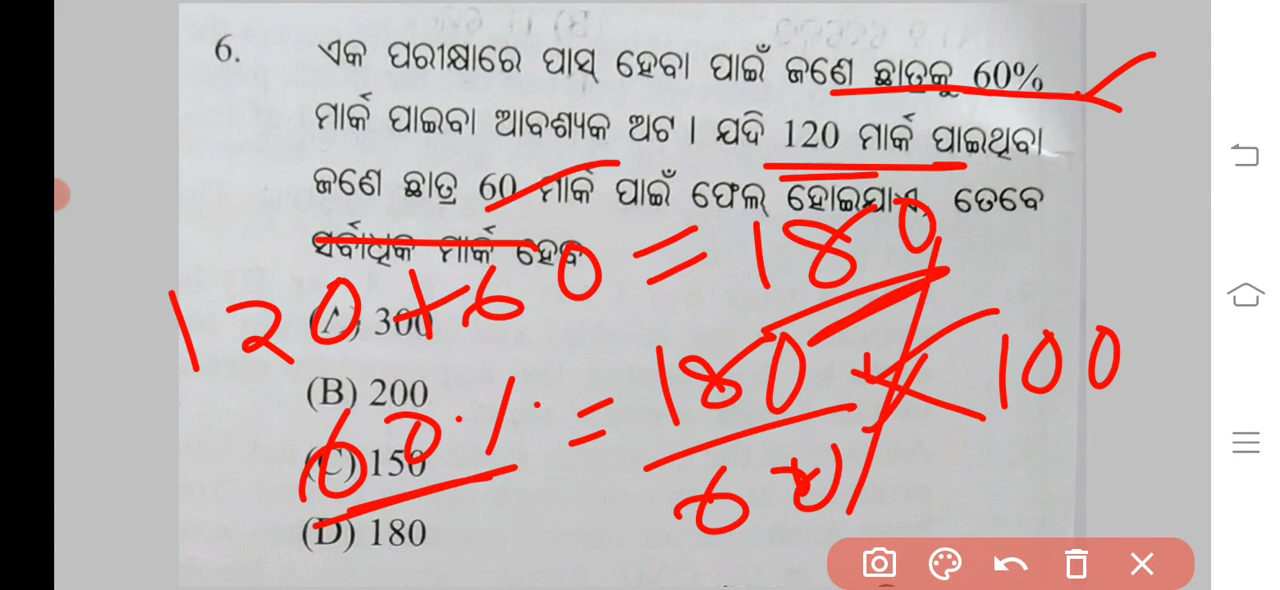 6. ଏକ ପରୀକ୍ଷାରେ ପାସ୍ ହେବା ପାଇଁ ଜଣେ ଛାତ୍ରକୁ 60%
ମାର୍କ ପାଇବା ଆବଶ୍ୟକ ଅଟ । ଯଦି 120 ମାର୍କ ପାଇଥିବା
ଜଣେ ଛାତ୍ର 60 ମାର୍କ ପାଇଁ ଫେଲ୍ ହୋଇଯାଏ, ତେବେ
ସର୍ବାଧିକ ମାର୍କ ହେବ
120 + 60 = 180
(A) 300
(B) 200
60% = 180 × 100
(C) 150
60
(D) 180